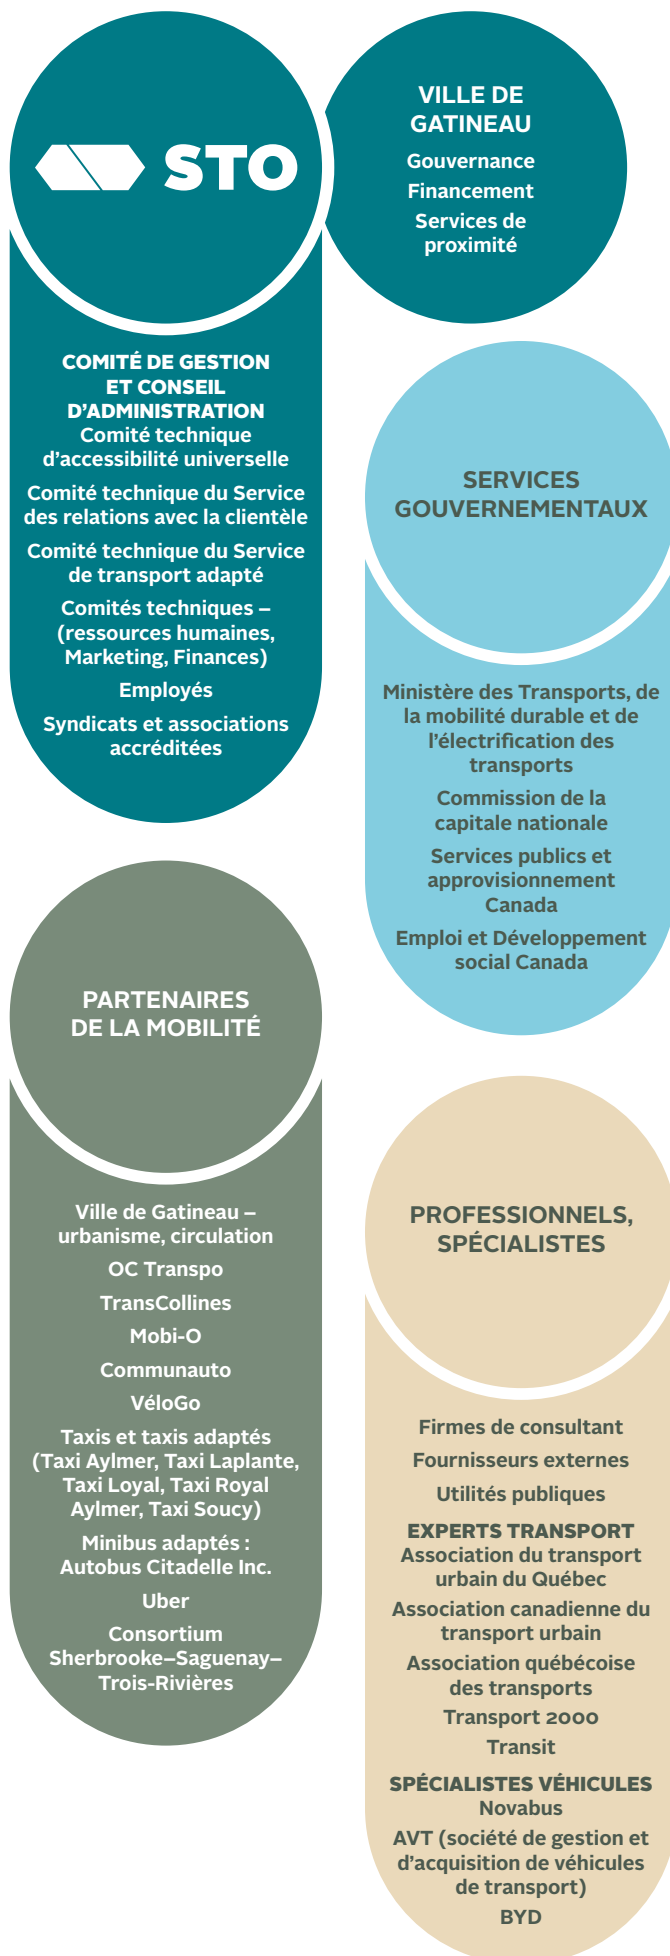 STO
VILLE DE
GATINEAU
Gouvernance
Financement
Services de
proximité
COMITÉ DE GESTION
ET CONSEIL
D'ADMINISTRATION
Comité technique
d'accessibilité universelle
Comité technique du Service
des relations avec la clientèle
Comité technique du Service
de transport adapté
Comités techniques –
(ressources humaines,
Marketing, Finances)
Employés
Syndicats et associations
accréditées
SERVICES
GOUVERNEMENTAUX
Ministère des Transports, de
la mobilité durable et de
l'électrification des
transports
Commission de la
capitale nationale
Services publics et
approvisionnement
Canada
Emploi et Développement
social Canada
PARTENAIRES
DE LA MOBILITÉ
Ville de Gatineau –
urbanisme, circulation
OC Transpo
TransCollines
Mobi-O
Communauto
VéloGo
Taxis et taxis adaptés
(Taxi Aylmer, Taxi Laplante,
Taxi Loyal, Taxi Royal
Aylmer, Taxi Soucy)
Minibus adaptés :
Autobus Citadelle Inc.
Uber
Consortium
Sherbrooke–Saguenay–
Trois-Rivières
PROFESSIONNELS,
SPÉCIALISTES
Firmes de consultant
Fournisseurs externes
Utilités publiques
EXPERTS TRANSPORT
Association du transport
urbain du Québec
Association canadienne du
transport urbain
Association québécoise
des transports
Transport 2000
Transit
SPÉCIALISTES VÉHICULES
Novabus
AVT (société de gestion et
d'acquisition de véhicules
de transport)
BYD